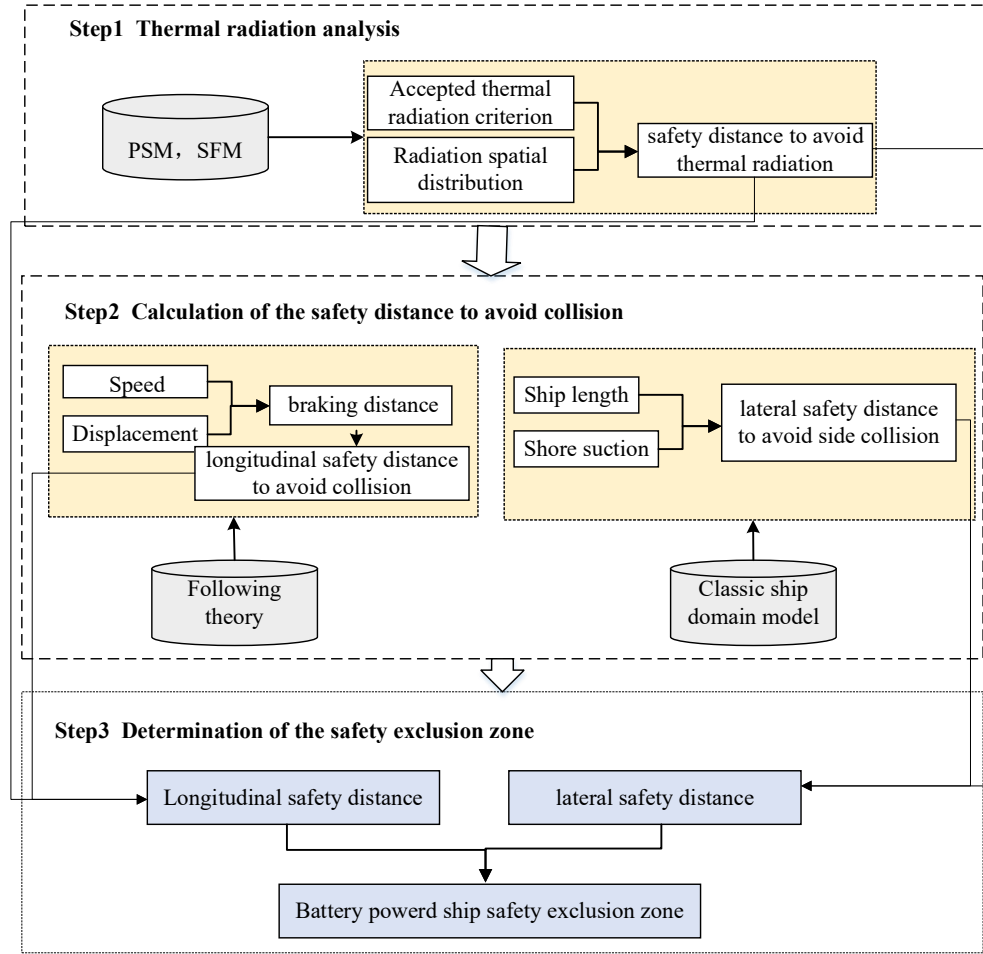 Step1 Thermal radiation analysis
PSM，SFM
Accepted thermal
radiation criterion
Radiation spatial
distribution
safety distance to avoid
thermal radiation
Step2 Calculation of the safety distance to avoid collision
Speed
Displacement
braking distance
longitudinal safety distance
to avoid collision
Following
theory
Ship length
Shore suction
lateral safety distance
to avoid side collision
Classic ship
domain model
Step3 Determination of the safety exclusion zone
Longitudinal safety distance
lateral safety distance
Battery powerd ship safety exclusion zone